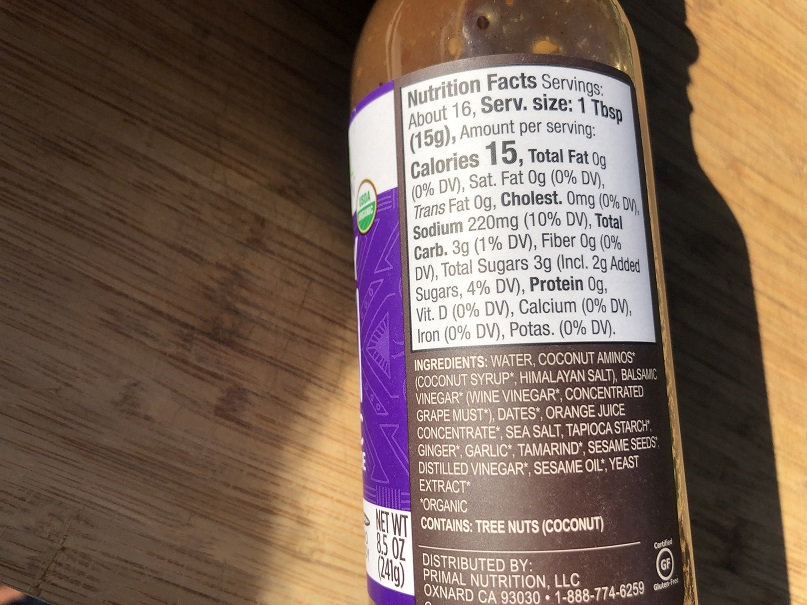 Nutrition Facts Servings:
About 16, Serv. size: 1 Tbsp
(15g), Amount per serving:
Calories 15, Total Fat 0g
(0% DV), Sat. Fat 0g (0% DV),
Trans Fat 0g, Cholest. 0mg (0% DV),
Sodium 220mg (10% DV), Total
Carb. 3g (1% DV), Fiber 0g (0%
DV), Total Sugars 3g (Incl. 2g Added
Sugars, 4% DV), Protein 0g,
Vit. D (0% DV), Calcium (0% DV),
Iron (0% DV), Potas. (0% DV).
INGREDIENTS: WATER, COCONUT AMINOS*
(COCONUT SYRUP*, HIMALAYAN SALT), BALSAMIC
VINEGAR* (WINE VINEGAR*, CONCENTRATED
GRAPE MUST*), DATES*, ORANGE JUICE
CONCENTRATE*, SEA SALT, TAPIOCA STARCH*,
GINGER*, GARLIC*, TAMARIND*, SESAME SEEDS*,
DISTILLED VINEGAR*, SESAME OIL*, YEAST
EXTRACT*
*ORGANIC
CONTAINS: TREE NUTS (COCONUT)
DISTRIBUTED BY:
PRIMAL NUTRITION, LLC
OXNARD CA 93030 • 1-888-774-6259
Certified
GF
Gluten-Free
USDA
ORGANIC
NET WT
8.5 OZ
(241g)